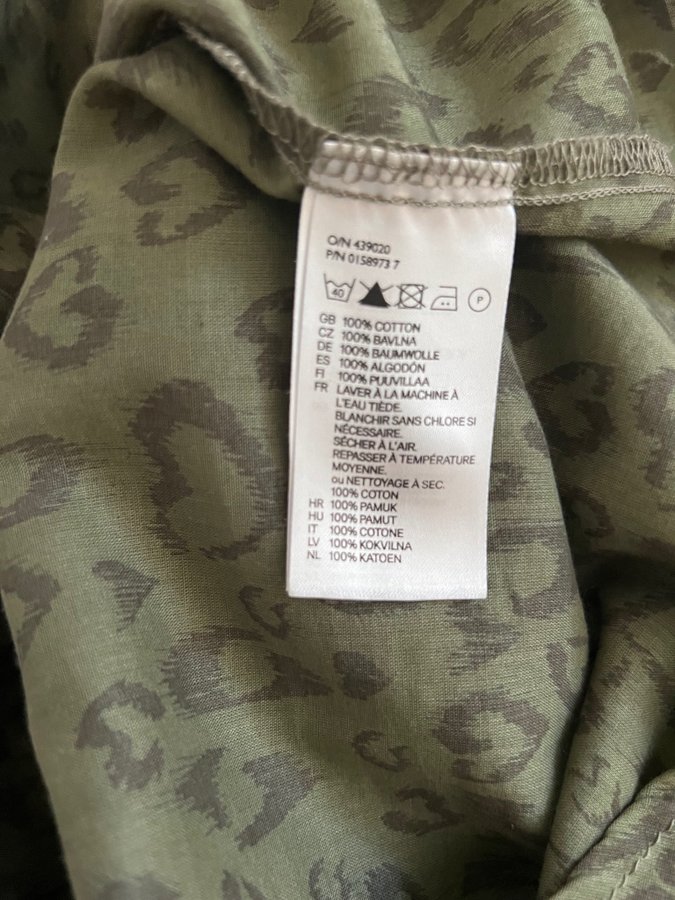 O/N 439020
P/N 0158973 7
40 P
GB 100% COTTON
CZ 100% BAVLNA
DE 100% BAUMWOLLE
ES 100% ALGODÓN
FI 100% PUUVILLAA
FR LAVER À LA MACHINE À
L'EAU TIÈDE.
BLANCHIR SANS CHLORE SI
NÉCESSAIRE.
SÉCHER À L'AIR.
REPASSER À TEMPÉRATURE
MOYENNE.
ou NETTOYAGE À SEC.
100% COTON
HR 100% PAMUK
HU 100% PAMUT
IT 100% COTONE
LV 100% KOKVILNA
NL 100% KATOEN